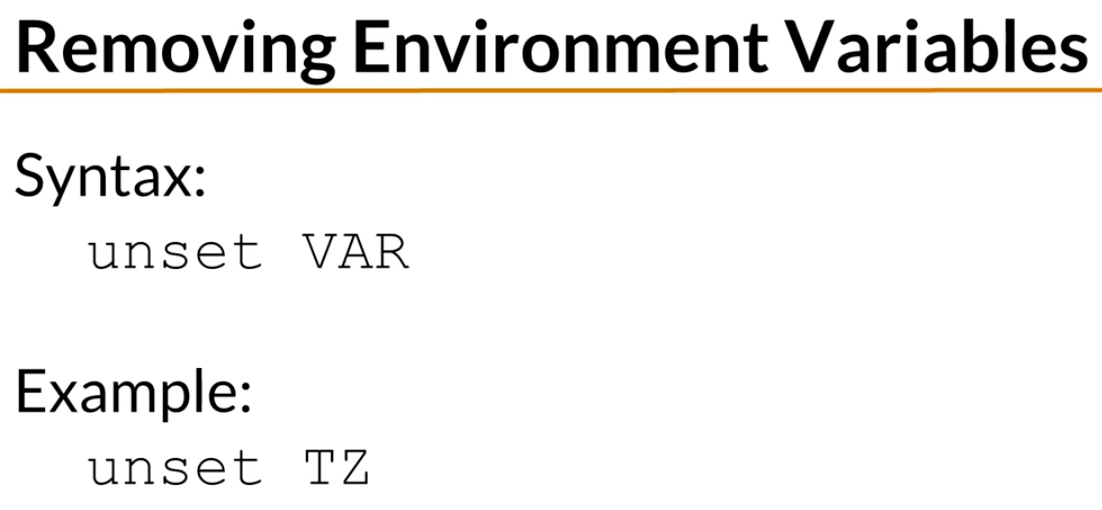 Removing Environment Variables
Syntax:
unset VAR
Example:
unset TZ